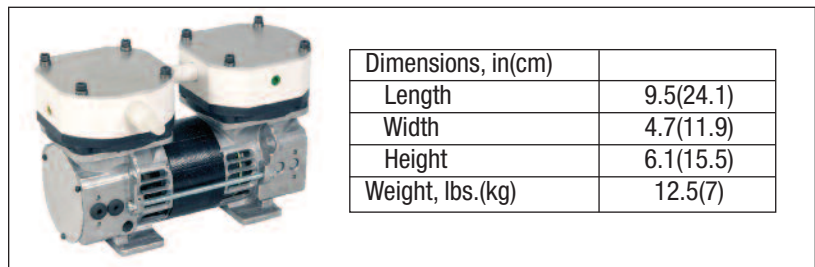 Dimensions, in(cm)
Length 9.5(24.1)
Width 4.7(11.9)
Height 6.1(15.5)
Weight, lbs.(kg) 12.5(7)